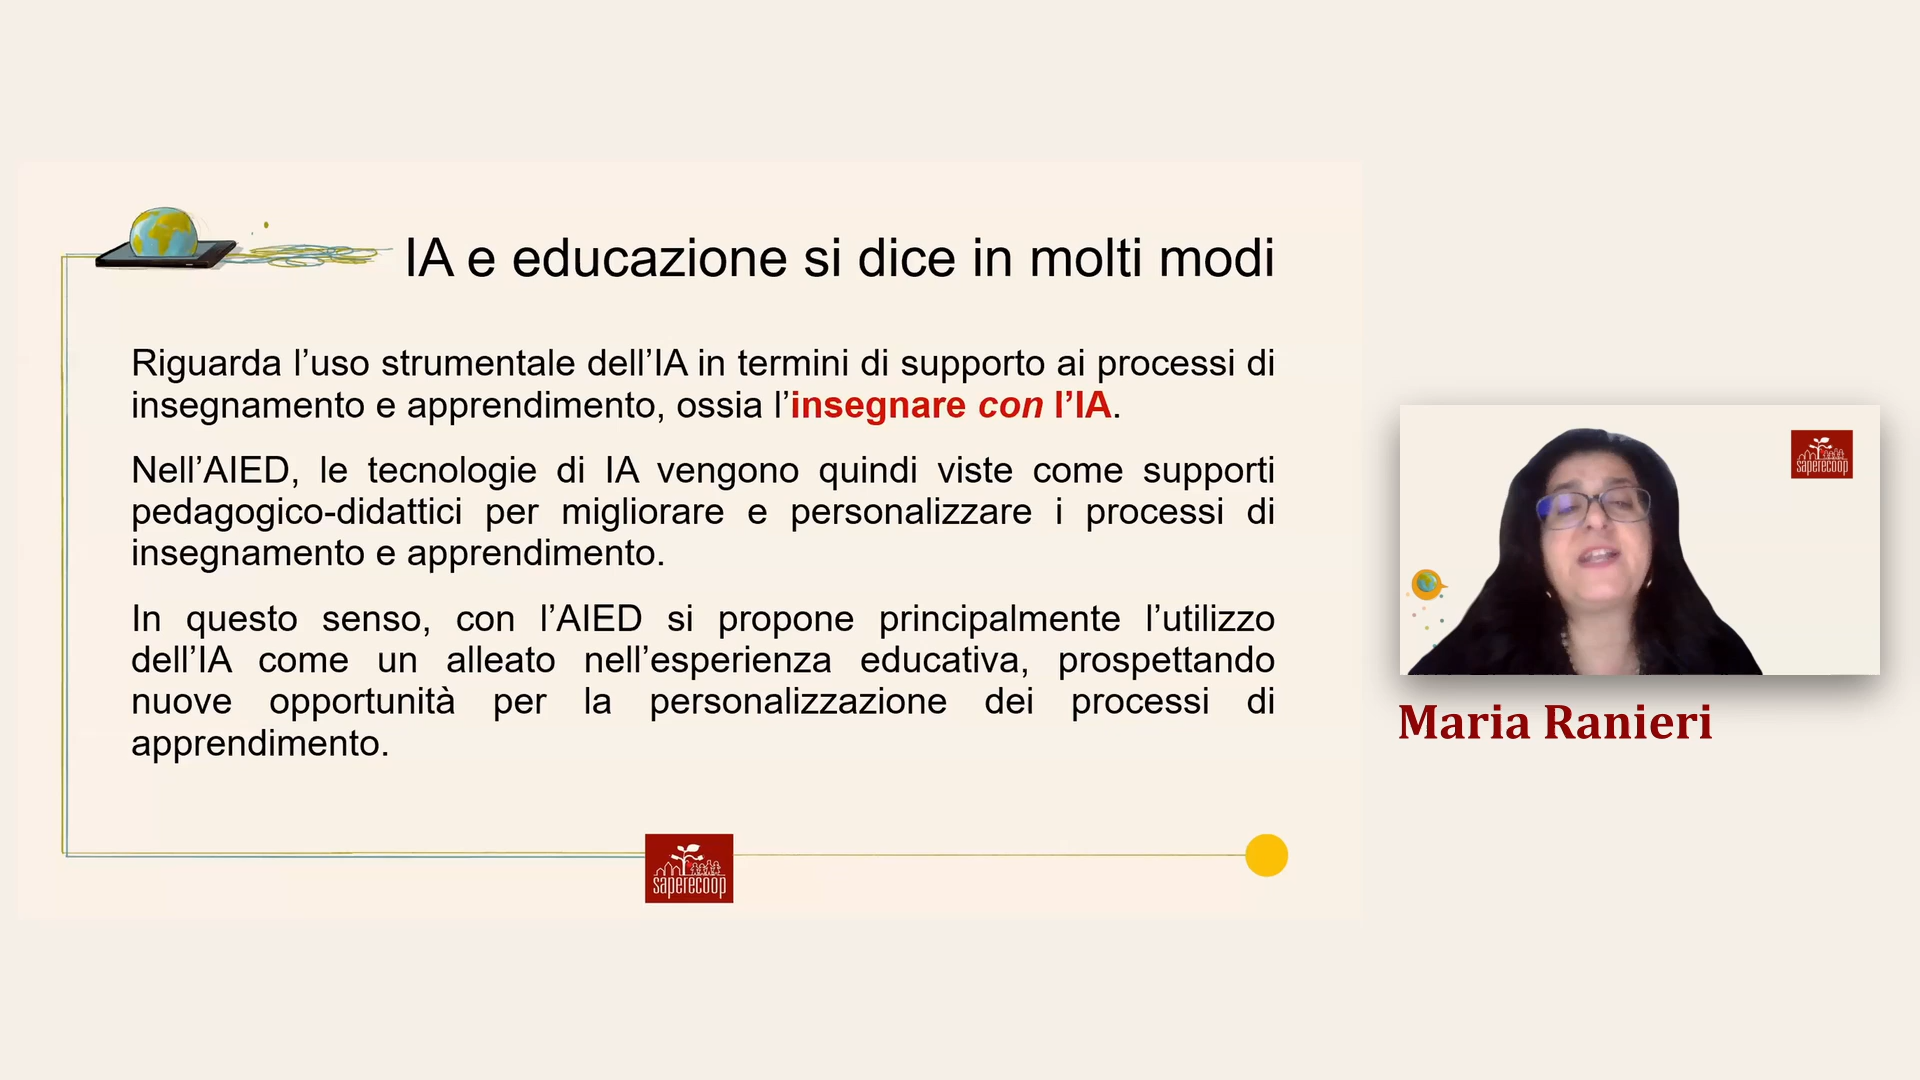 IA e educazione si dice in molti modi
Riguarda l’uso strumentale dell’IA in termini di supporto ai processi di
insegnamento e apprendimento, ossia l’insegnare con l’IA.
Nell’AIED, le tecnologie di IA vengono quindi viste come supporti
pedagogico-didattici per migliorare e personalizzare i processi di
insegnamento e apprendimento.
In questo senso, con l’AIED si propone principalmente l’utilizzo
dell’IA come un alleato nell’esperienza educativa, prospettando
nuove opportunità per la personalizzazione dei processi di
apprendimento.
saperecoop
saperecoop
Maria Ranieri